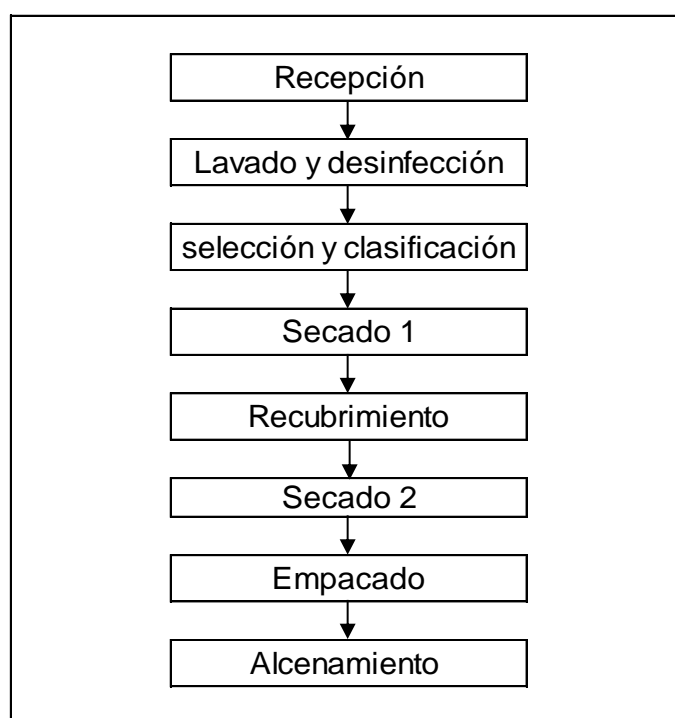 Recepción
Lavado y desinfección
selección y clasificación
Secado 1
Recubrimiento
Secado 2
Empacado
Alcenamiento